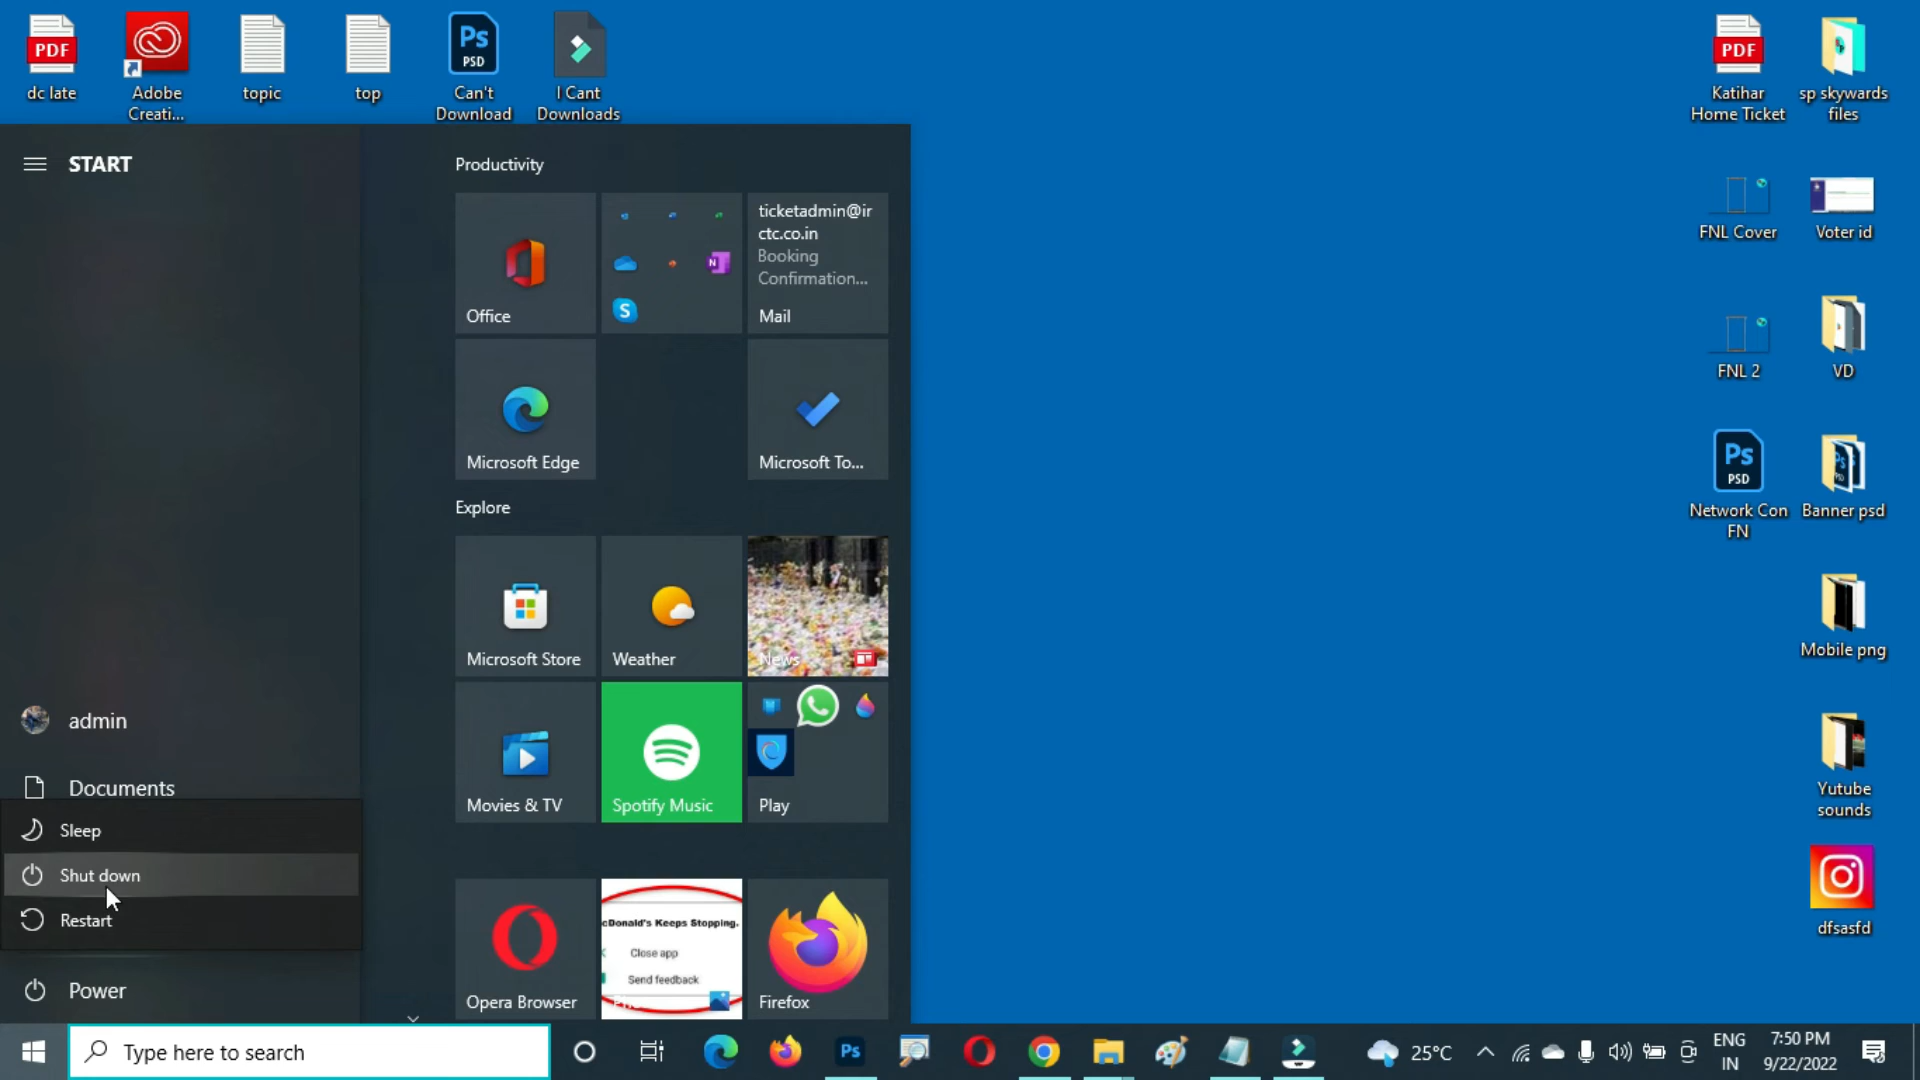 PDF
dc late
Adobe
Creati...
topic
top
Ps
PSD
Can't
Download
I Cant
Downloads
PDF
Katihar
Home Ticket
sp skywards
files
START
Productivity
Office
N
S
ticketadmin@ir
ctc.co.in
Booking
Confirmation...
Mail
Microsoft Edge
Microsoft To...
Explore
Microsoft Store
Weather
News
Movies & TV
Spotify Music
Play
cDonald's Keeps Stopping.
Close app
Send feedback
Opera Browser
Firefox
admin
Documents
Sleep
Shut down
Restart
Power
FNL Cover
Voter id
FNL 2
VD
Ps
PSD
Network Con
FN
Banner psd
Mobile png
Yutube
sounds
dfsasfd
Type here to search
Ps
25°C
ENG
IN
7:50 PM
9/22/2022